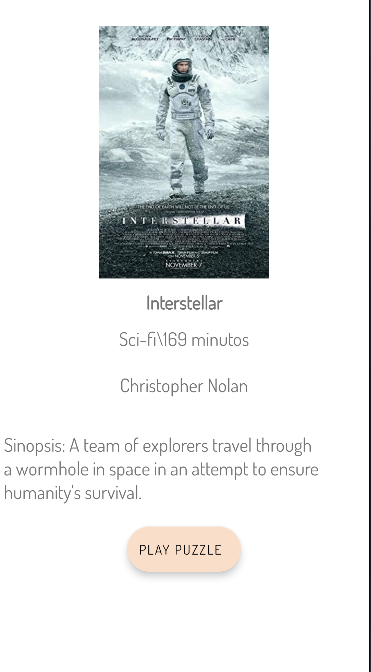 THE END OF EARTH WILL NOT BE THE END OF US
INTERSTELLAR
NOVEMBER 7
Interstellar
Sci-fi\169 minutos
Christopher Nolan
Sinopsis: A team of explorers travel through
a wormhole in space in an attempt to ensure
humanity's survival.
PLAY PUZZLE